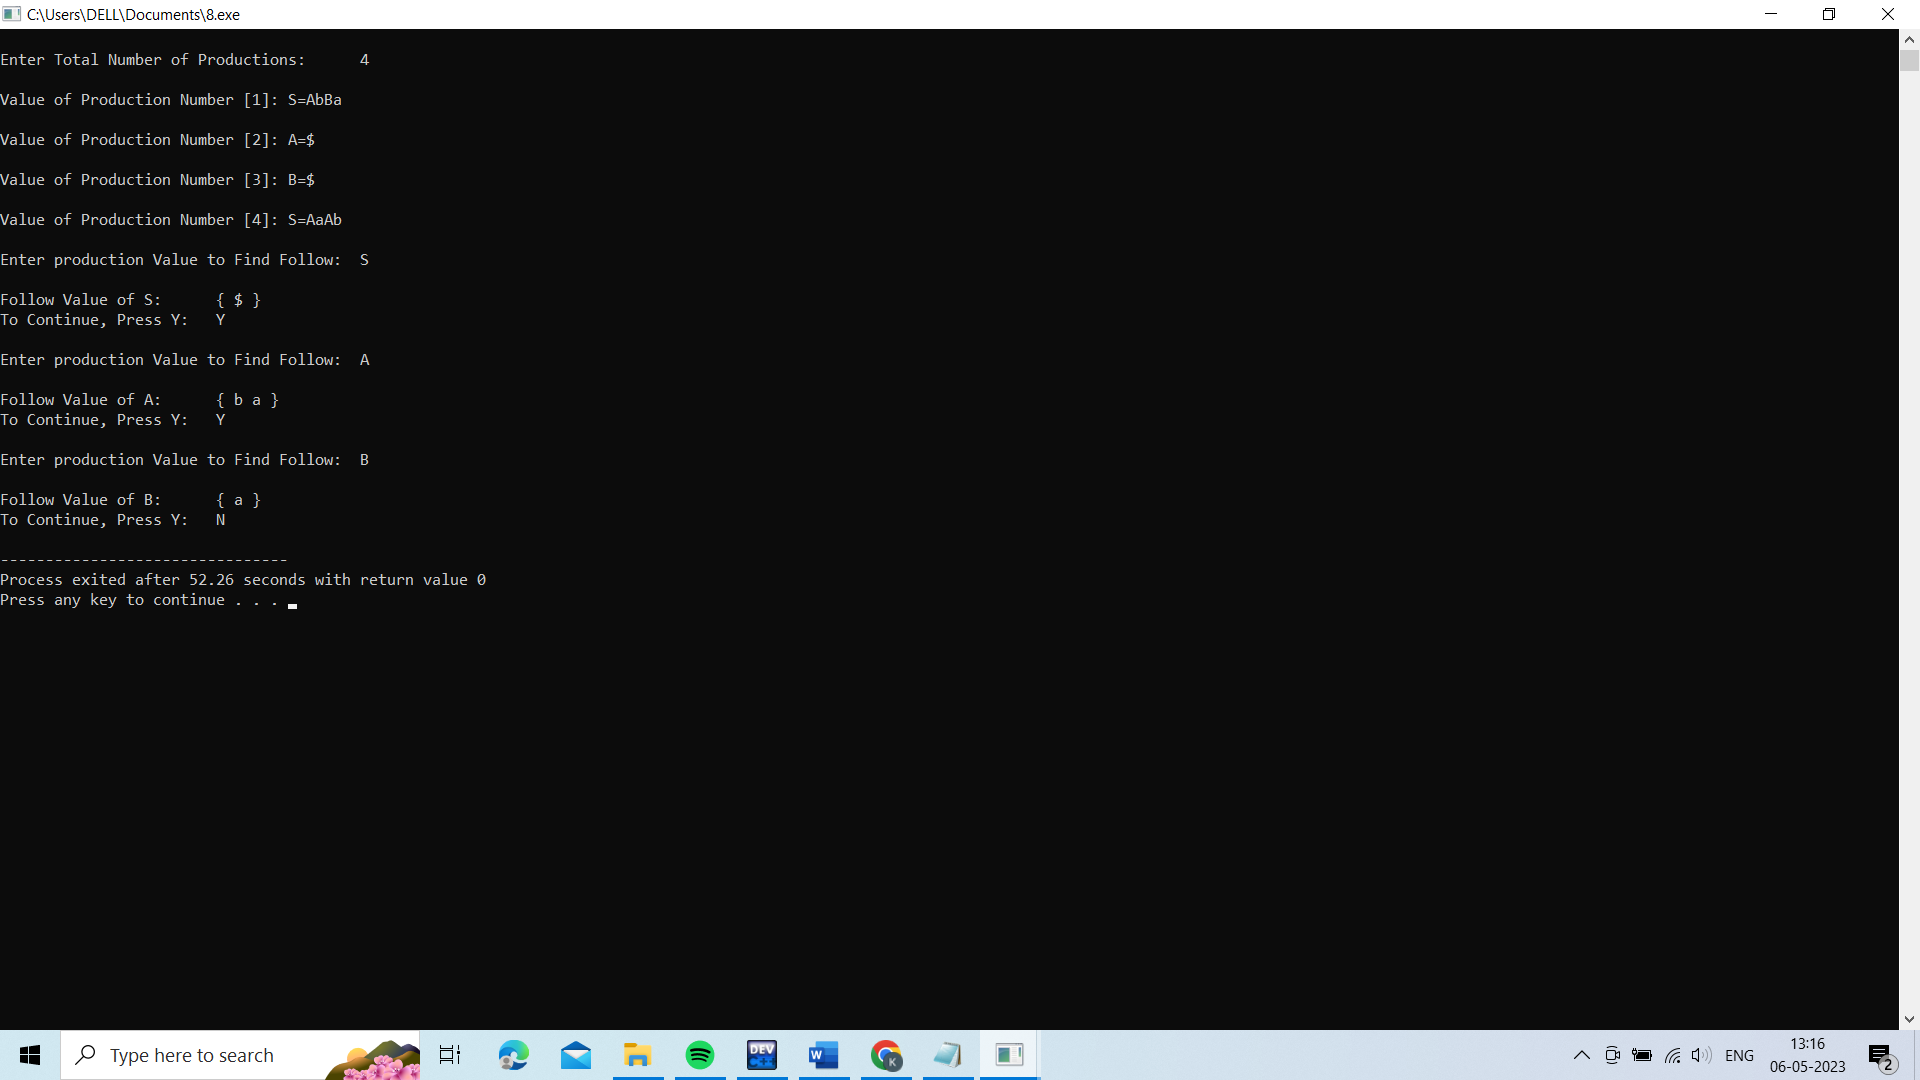 C:\Users\DELL\Documents\8.exe
Enter Total Number of Productions:      4
Value of Production Number [1]: S=AbBa
Value of Production Number [2]: A=$
Value of Production Number [3]: B=$
Value of Production Number [4]: S=AaAb
Enter production Value to Find Follow:  S
Follow Value of S:      { $ }
To Continue, Press Y:   Y
Enter production Value to Find Follow:  A
Follow Value of A:      { b a }
To Continue, Press Y:   Y
Enter production Value to Find Follow:  B
Follow Value of B:      { a }
To Continue, Press Y:   N
--------------------------------
Process exited after 52.26 seconds with return value 0
Press any key to continue . . .
Type here to search
DEV
C++
W
K
ENG
13:16
06-05-2023
2